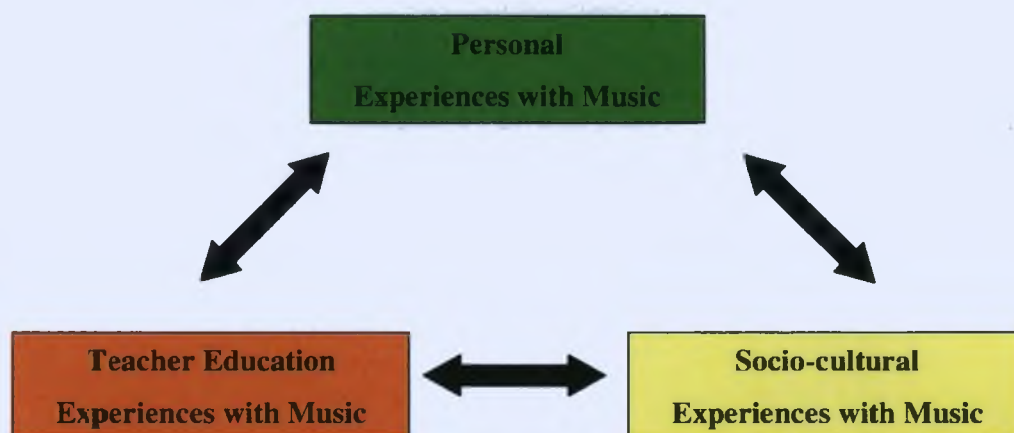 Personal
Experiences with Music
Teacher Education
Experiences with Music
Socio-cultural
Experiences with Music